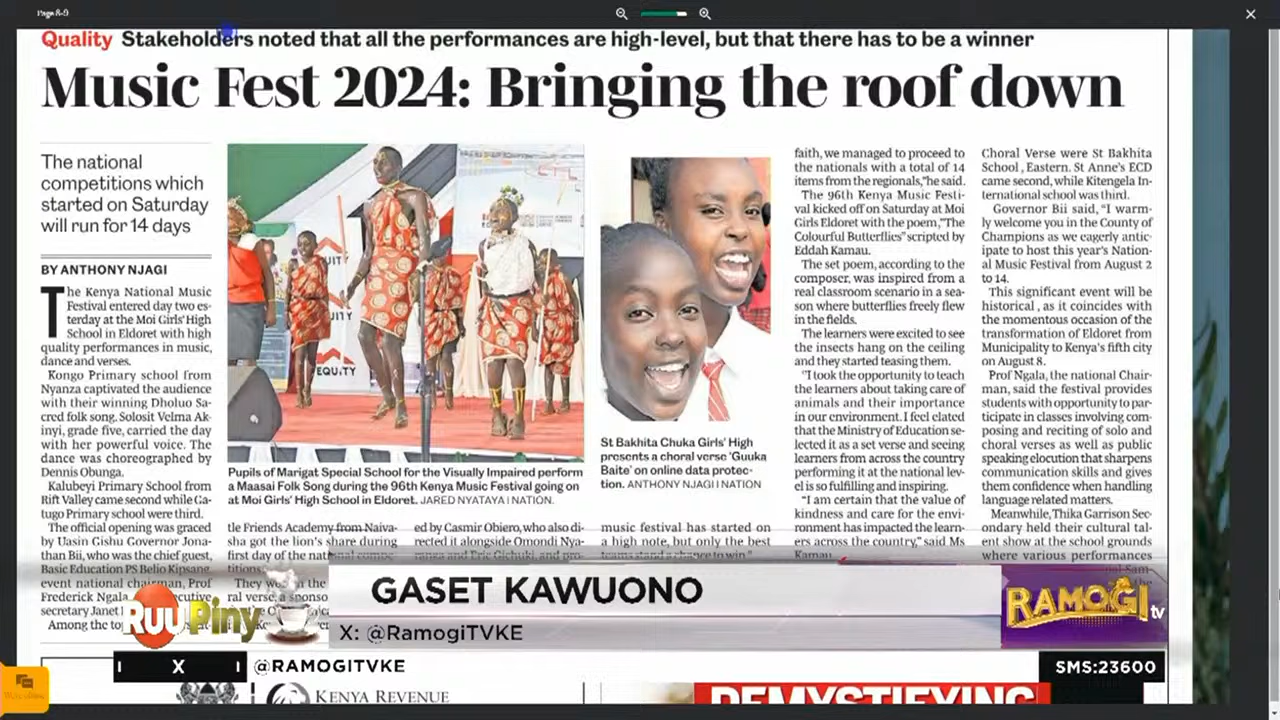 Page 8-9
Quality Stakeholders noted that all the performances are high-level, but that there has to be a winner
Music Fest 2024: Bringing the roof down
The national
competitions which
started on Saturday
will run for 14 days
BY ANTHONY NJAGI
The Kenya National Music
Festival entered day two yes-
terday at the Moi Girls' High
School in Eldoret with high
quality performances in music,
dance and verses.
Kongo Primary school from
Nyanza captivated the audience
with their winning Dholuo Sa-
cred folk song. Solosit Velma Ak-
inyi, grade five, carried the day
with her powerful voice. The
dance was choreographed by
Dennis Obunga.
Kalubeyi Primary School from
Rift Valley came second while Ga-
tugo Primary school were third.
The official opening was graced
by Uasin Gishu Governor Jona-
than Bii, who was the chief guest,
Basic Education PS Belio Kipsang,
event national chairman, Prof
Frederick Ngala,
secretary Janet
Among the to
EQUITY
Pupils of Marigat Special School for the Visually Impaired perform
a Maasai Folk Song during the 96th Kenya Music Festival going on
at Moi Girls' High School in Eldoret. JARED NYATAYA I NATION.
tle Friends Academy from Naiva-
sha got the lion's share during
first day of the national compe-
titions.
ed by Casmir Obiero, who also di-
rected it alongside Omondi Nya-
St Bakhita Chuka Girls' High
presents a choral verse 'Guuka
Baite' on online data protec-
tion. ANTHONY NJAGI I NATION
music festival has started on
a high note, but only the best
teams stand a chance to win."
faith, we managed to proceed to
the nationals with a total of 14
items from the regionals,"he said.
The 96th Kenya Music Festi-
val kicked off on Saturday at Moi
Girls Eldoret with the poem,"The
Colourful Butterflies" scripted by
Eddah Kamau.
The set poem, according to the
composer, was inspired from a
real classroom scenario in a sea-
son where butterflies freely flew
in the fields.
The learners were excited to see
the insects hang on the ceiling
and they started teasing them.
"I took the opportunity to teach
the learners about taking care of
animals and their importance
in our environment. I feel elated
that the Ministry of Education se-
lected it as a set verse and seeing
learners from across the country
performing it at the national lev-
el is so fulfilling and inspiring.
"I am certain that the value of
kindness and care for the envi-
ronment has impacted the learn-
ers across the country," said Ms
Kamau.
Choral Verse were St Bakhita
School , Eastern. St Anne's ECD
came second, while Kitengela In-
ternational school was third.
Governor Bii said, "I warm-
ly welcome you in the County of
Champions as we eagerly antic-
ipate to host this year's Nation-
al Music Festival from August 2
to 14.
This significant event will be
historical , as it coincides with
the momentous occasion of the
transformation of Eldoret from
Municipality to Kenya's fifth city
on August 8.
Prof Ngala, the national Chair-
man, said the festival provides
students with opportunity to par-
ticipate in classes involving com-
posing and reciting of solo and
choral verses as well as public
speaking elocution that sharpens
communication skills and gives
them confidence when handling
language related matters.
Meanwhile, Thika Garrison Sec-
ondary held their cultural tal-
ent show at the school grounds
where various performances
GASET KAWUONO
X: @RamogiTVKE
Ruu Piny
RAMOGI tv
X @RAMOGITVKE
SMS:23600
KENYA REVENUE
DEMYSTIFYING